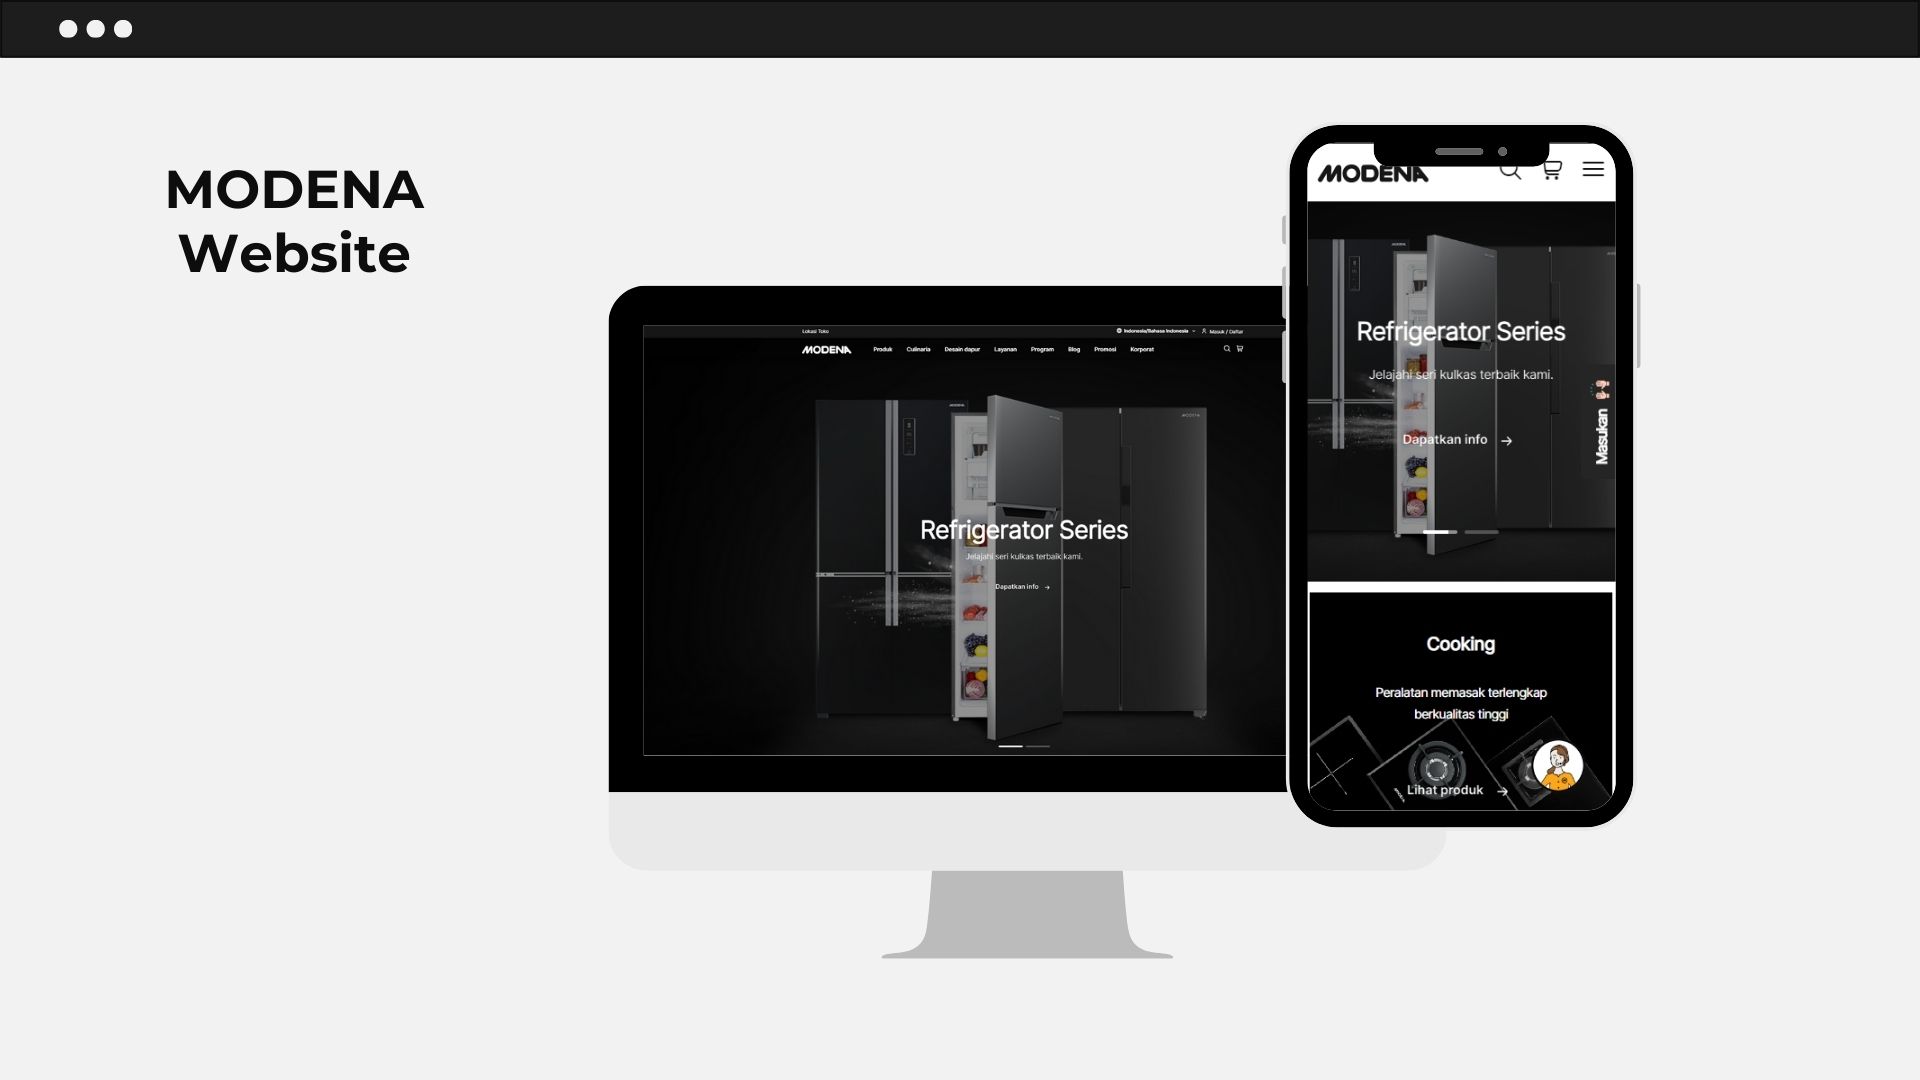 MODENA
Website
Lokasi Toko
Indonesia/Bahasa Indonesia
Masuk / Daftar
MODENA
Produk
Culinaria
Desain dapur
Layanan
Program
Blog
Promosi
Korporat
MODENA
Refrigerator Series
Jelajahi seri kulkas terbaik kami.
Dapatkan info →
MODENA
Refrigerator Series
Jelajahi seri kulkas terbaik kami.
Dapatkan info →
Masukan
Cooking
Peralatan memasak terlengkap
berkualitas tinggi
Lihat produk →